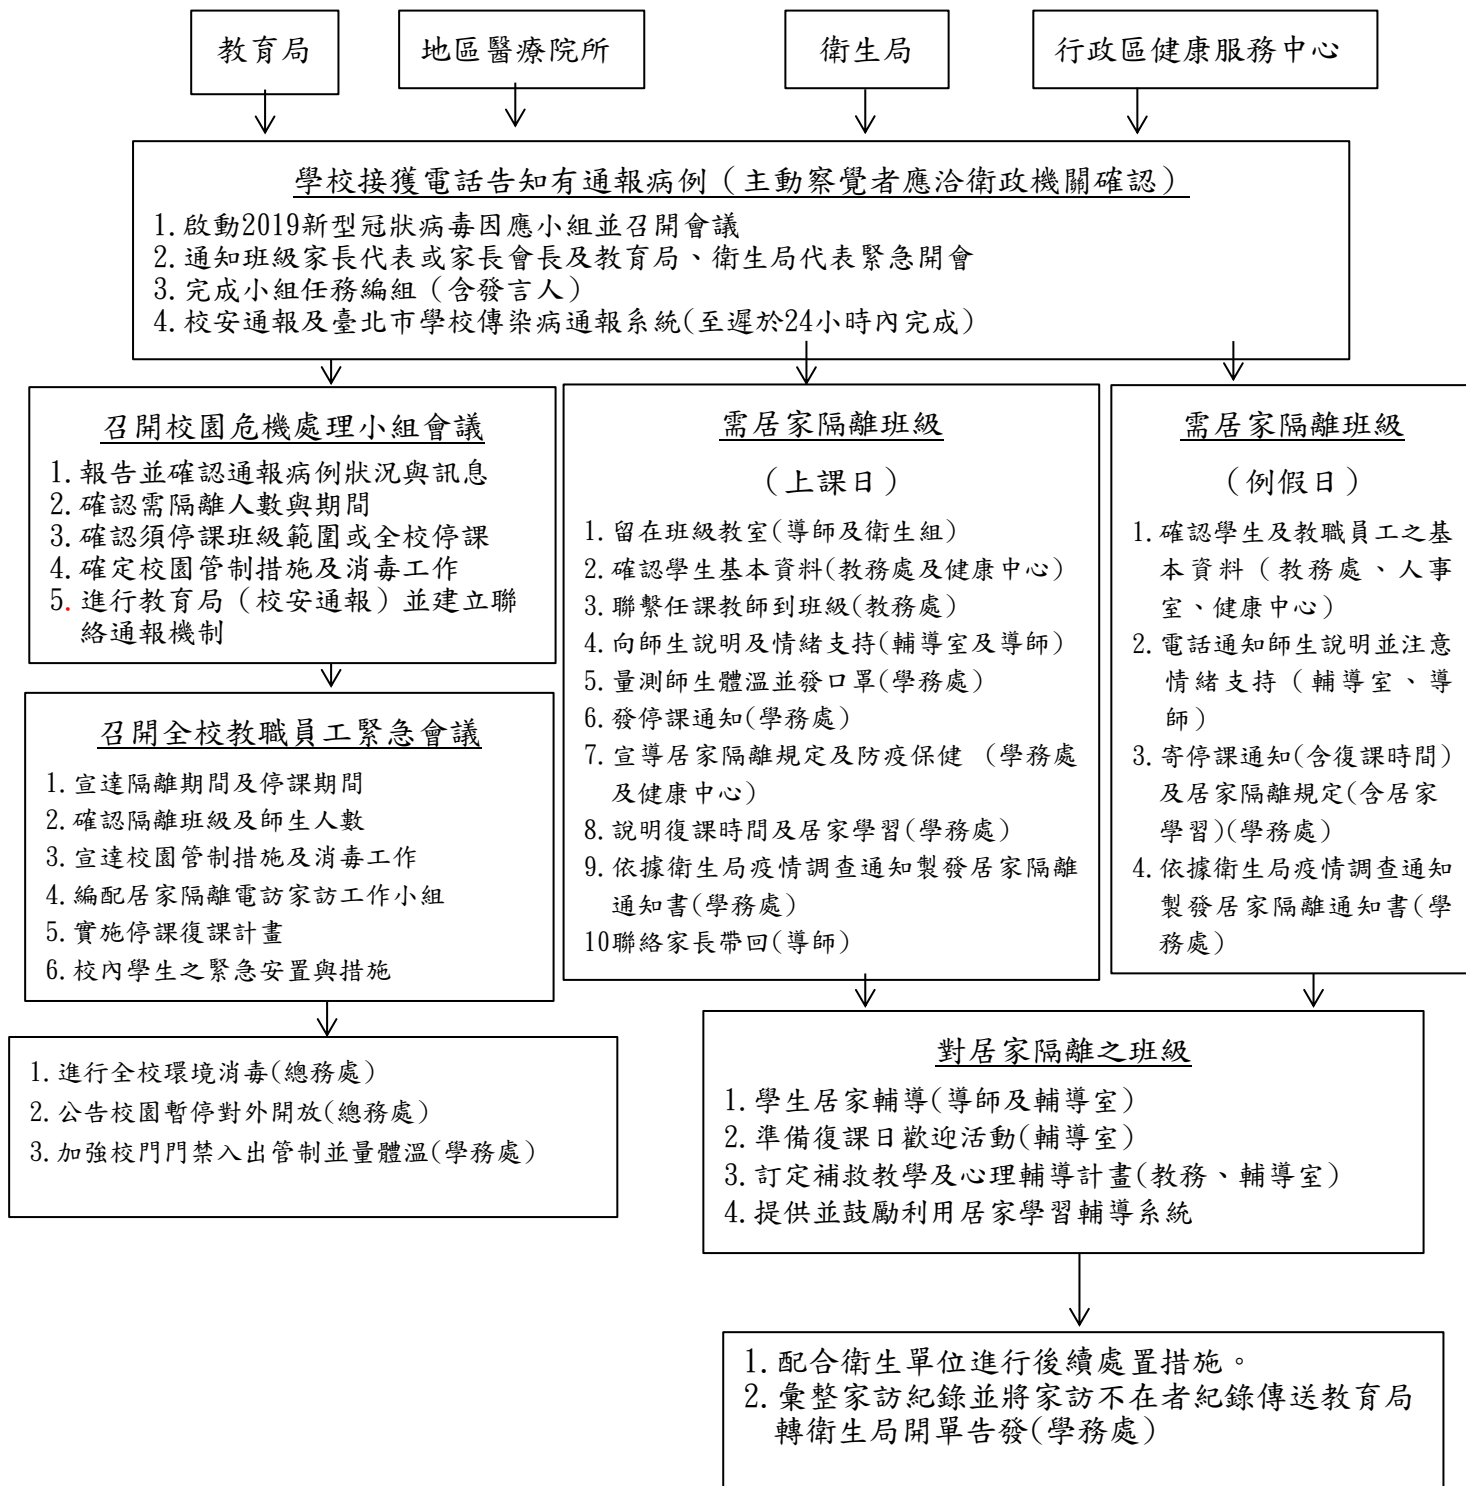 教育局
地區醫療院所
衛生局
行政區健康服務中心
學校接獲電話告知有通報病例（主動察覺者應洽衛政機關確認）
1.啟動2019新型冠狀病毒因應小組並召開會議
2.通知班級家長代表或家長會長及教育局、衛生局代表緊急開會
3.完成小組任務編組（含發言人）
4.校安通報及臺北市學校傳染病通報系統(至遲於24小時內完成）
召開校園危機處理小組會議
1.報告並確認通報病例狀況與訊息
2.確認需隔離人數與期間
3.確認須停課班級範圍或全校停課
4.確定校園管制措施及消毒工作
5.進行教育局（校安通報）並建立聯
絡通報機制
召開全校教職員工緊急會議
1.宣達隔離期間及停課期間
2.確認隔離班級及師生人數
3.宣達校園管制措施及消毒工作
4.編配居家隔離電訪家訪工作小組
5.實施停課復課計畫
6.校內學生之緊急安置與措施
1.進行全校環境消毒(總務處)
2.公告校園暫停對外開放(總務處)
3.加強校門門禁入出管制並量體溫(學務處)
需居家隔離班級
（上課日）
1.留在班級教室(導師及衛生組)
2.確認學生基本資料(教務處及健康中心)
3.聯繫任課教師到班級(教務處)
4.向師生說明及情緒支持(輔導室及導師)
5.量測師生體溫並發口罩(學務處)
6.發停課通知(學務處)
7.宣導居家隔離規定及防疫保健 (學務處
及健康中心)
8.說明復課時間及居家學習(學務處)
9.依據衛生局疫情調查通知製發居家隔離
通知書(學務處)
10聯絡家長帶回(導師)
需居家隔離班級
（例假日）
1.確認學生及教職員工之基
本資料（教務處、人事
室、健康中心)
2.電話通知師生說明並注意
情緒支持（輔導室、導
師)
3.寄停課通知(含復課時間)
及居家隔離規定(含居家
學習)(學務處)
4.依據衛生局疫情調查通知
製發居家隔離通知書(學
務處)
對居家隔離之班級
1.學生居家輔導(導師及輔導室)
2.準備復課日歡迎活動(輔導室)
3.訂定補救教學及心理輔導計畫(教務、輔導室)
4.提供並鼓勵利用居家學習輔導系統
1.配合衛生單位進行後續處置措施。
2.彙整家訪紀錄並將家訪不在者紀錄傳送教育局
轉衛生局開單告發(學務處)